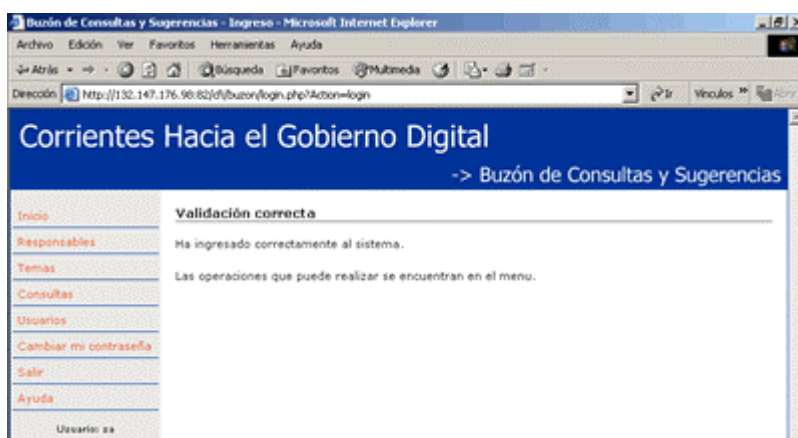 Buzón de Consultas y Sugerencias - Ingreso - Microsoft Internet Explorer
Archivo Edición Ver Favoritos Herramientas Ayuda
Atrás Búsqueda Favoritos Multimedia
Dirección http://132.147.176.98:82/cfi/buzon/login.php?Action=login Ir Vínculos »
Corrientes Hacia el Gobierno Digital
-> Buzón de Consultas y Sugerencias
Inicio
Responsables
Temas
Consultas
Usuarios
Cambiar mi contraseña
Salir
Ayuda
Usuario: sa
Validación correcta
Ha ingresado correctamente al sistema.
Las operaciones que puede realizar se encuentran en el menu.